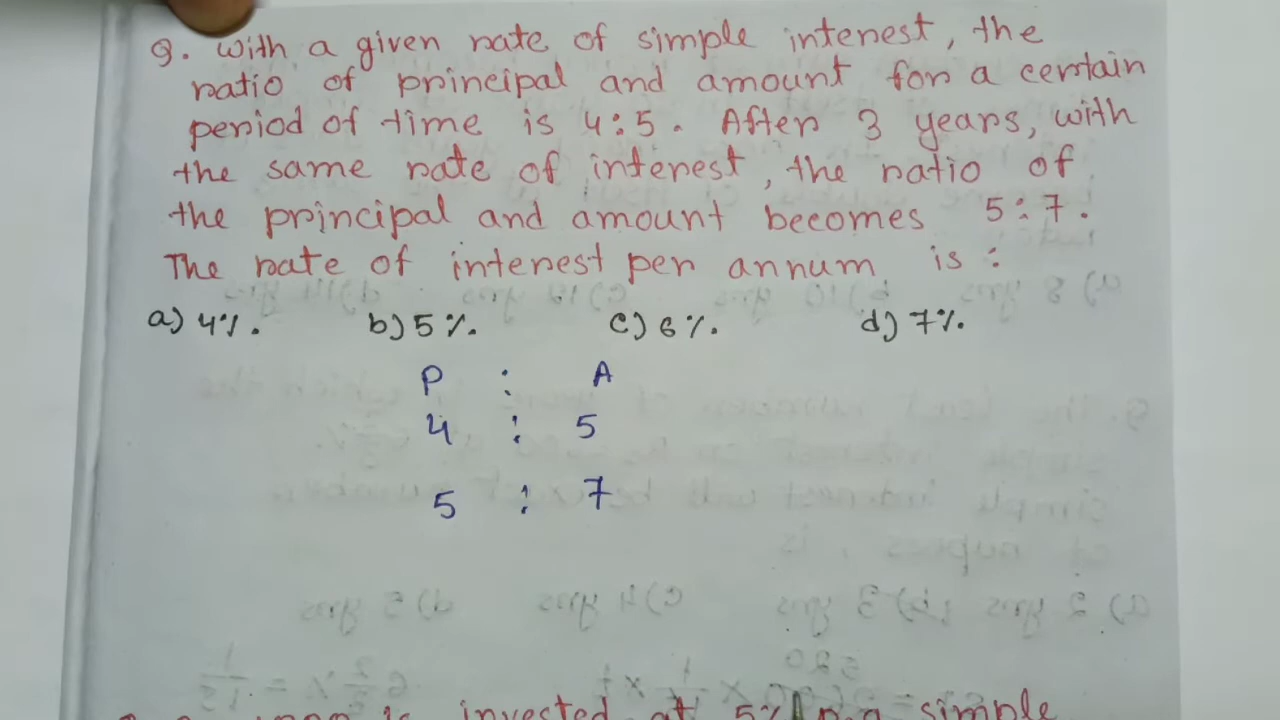 9. With a given rate of simple interest, the
ratio of principal and amount for a certain
period of time is 4:5. After 3 years, with
the same rate of interest, the ratio of
the principal and amount becomes 5:7.
The rate of interest per annum is :
a) 4%. b) 5%. c) 6%. d) 7%.
P : A
4 : 5
5 : 7
invested at 5% p.a simple